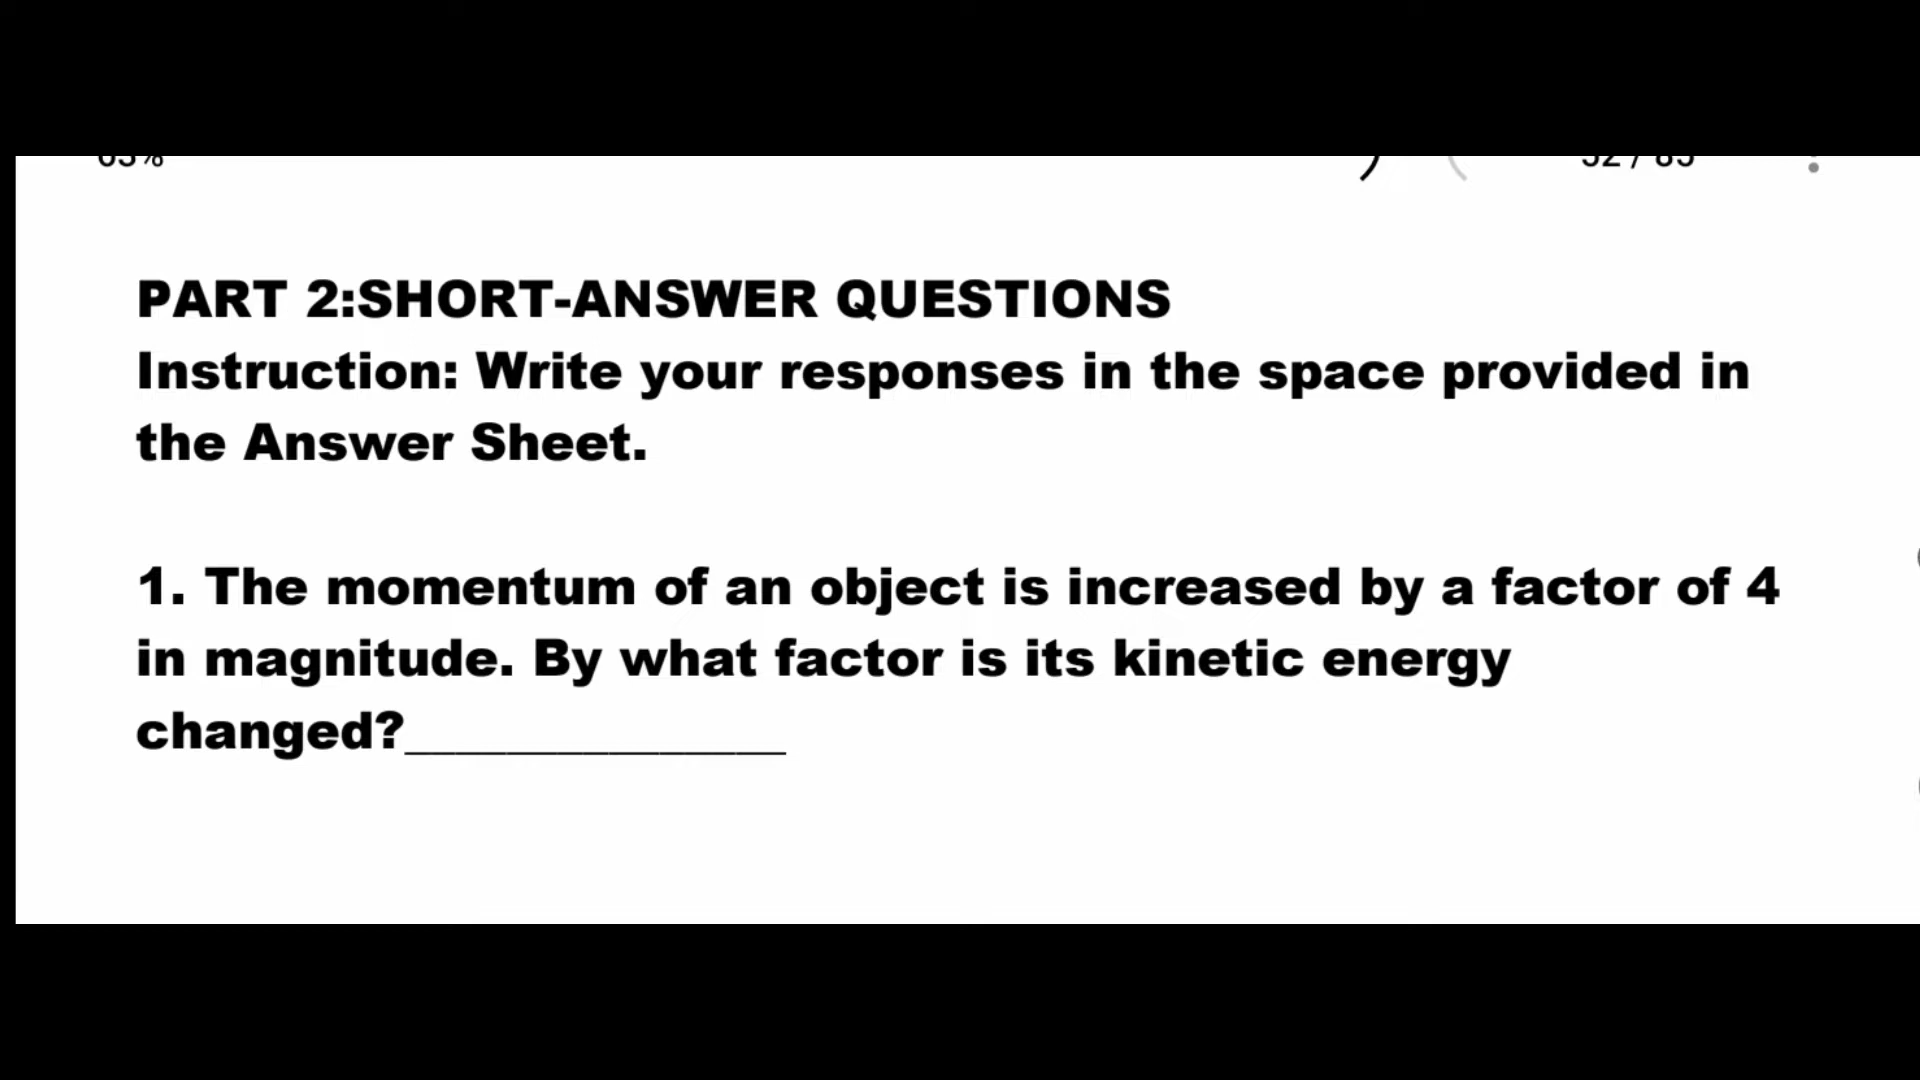 PART 2:SHORT-ANSWER QUESTIONS
Instruction: Write your responses in the space provided in
the Answer Sheet.
1. The momentum of an object is increased by a factor of 4
in magnitude. By what factor is its kinetic energy
changed?_______________